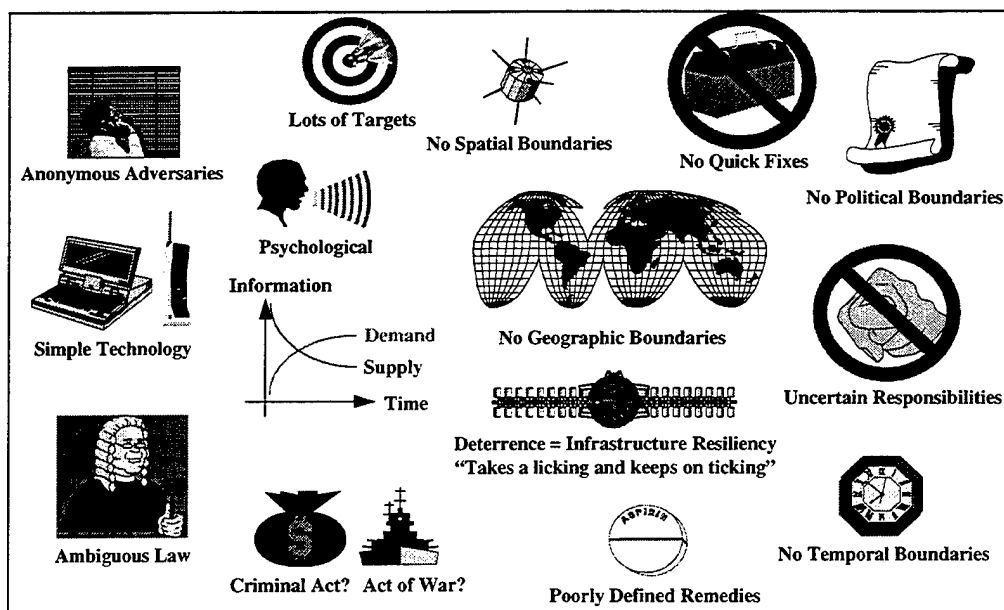 Lots of Targets
No Spatial Boundaries
No Quick Fixes
Anonymous Adversaries
No Political Boundaries
Psychological
Information
Demand
Supply
Time
Simple Technology
No Geographic Boundaries
Uncertain Responsibilities
Deterrence = Infrastructure Resiliency
“Takes a licking and keeps on ticking”
$
ASPIRIN
Ambiguous Law
Criminal Act? Act of War?
Poorly Defined Remedies
No Temporal Boundaries